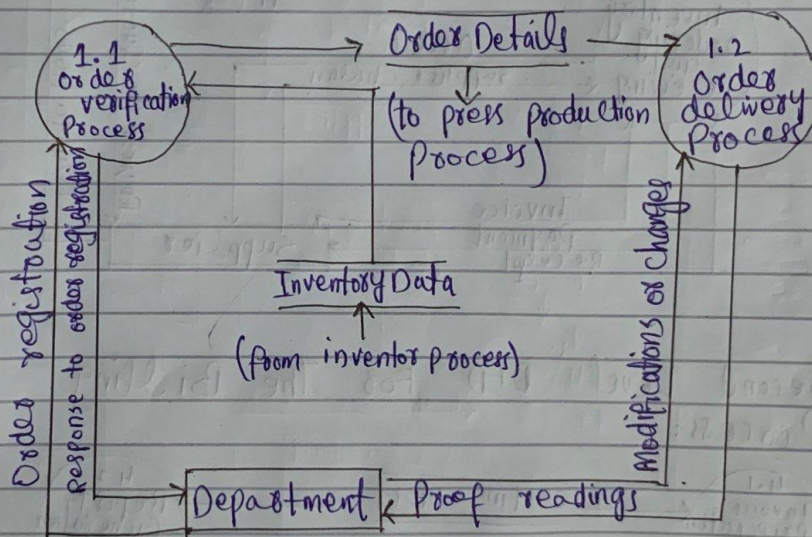 1.1
order
verification
Process
Order Details
1.2
Order
delivery
Process
(to press production
Process)
Order registration
Response to order registration
Inventory Data
(from inventor process)
Modifications or changes
Department
Proof readings